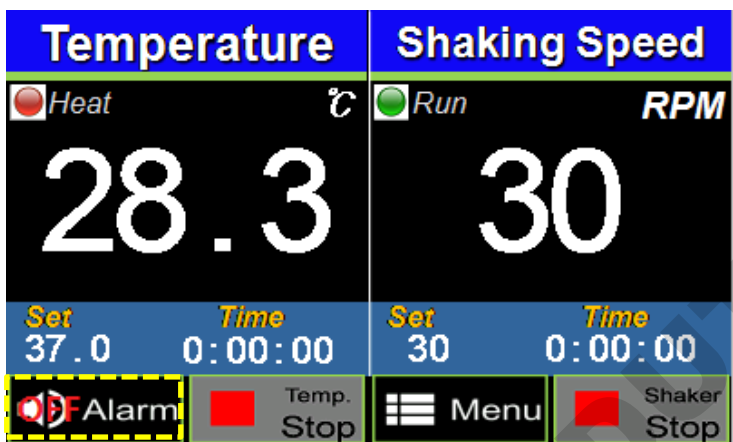 Temperature
Shaking Speed
Heat
℃
Run
RPM
28.3
30
Set
Time
Set
Time
37.0
0:00:00
30
0:00:00
OFF Alarm
Temp.
Stop
Menu
Shaker
Stop